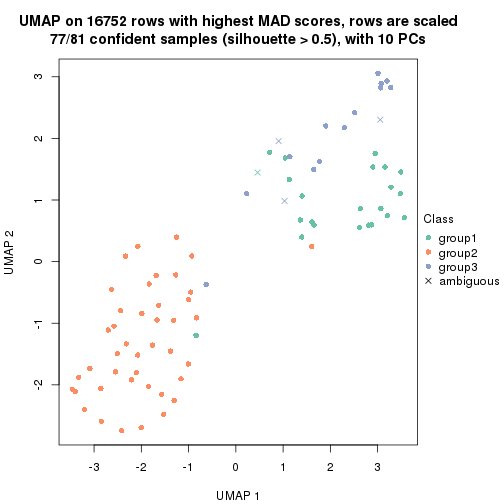 UMAP on 16752 rows with highest MAD scores, rows are scaled
77/81 confident samples (silhouette > 0.5), with 10 PCs
3
2
1
0
-1
-2
UMAP 2
-3 -2 -1 0 1 2 3
UMAP 1
Class
group1
group2
group3
ambiguous